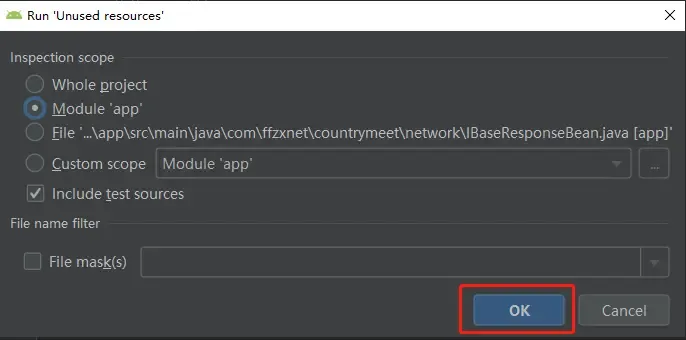 Run 'Unused resources'
Inspection scope
Whole project
Module 'app'
File '...\app\src\main\java\com\ffzxnet\countrymeet\network\IBaseResponseBean.java [app]'
Custom scope Module 'app' ...
Include test sources
File name filter
File mask(s)
OK Cancel